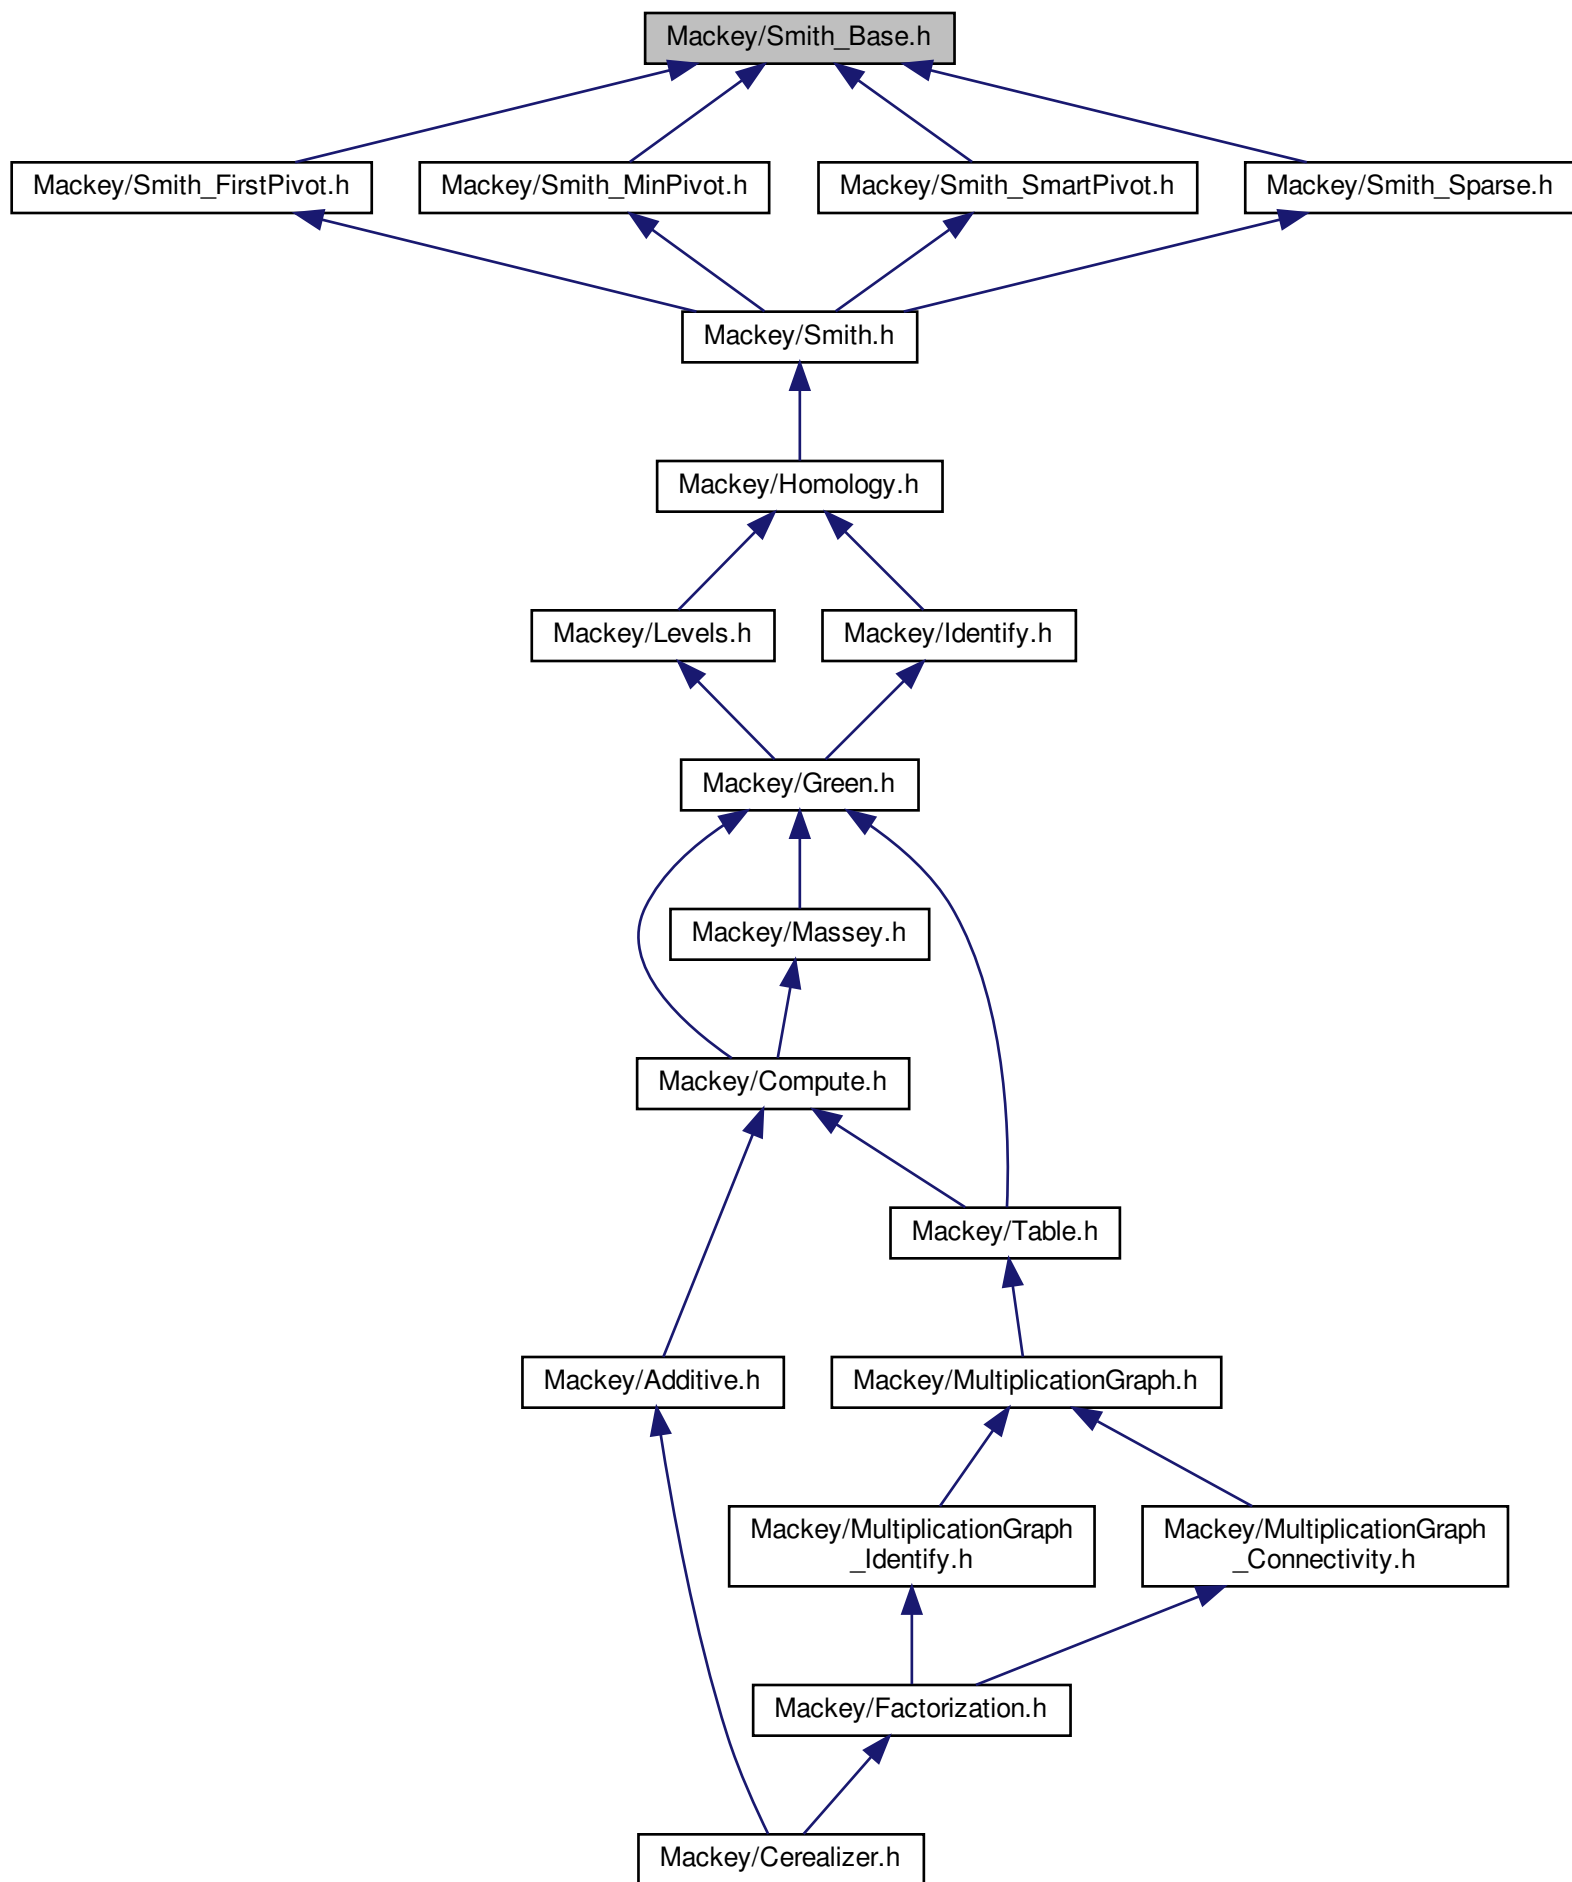 Mackey/Smith_Base.h
Mackey/Smith_FirstPivot.h
Mackey/Smith_MinPivot.h
Mackey/Smith_SmartPivot.h
Mackey/Smith_Sparse.h
Mackey/Smith.h
Mackey/Homology.h
Mackey/Levels.h
Mackey/Identify.h
Mackey/Green.h
Mackey/Massey.h
Mackey/Compute.h
Mackey/Table.h
Mackey/Additive.h
Mackey/MultiplicationGraph.h
Mackey/MultiplicationGraph
_Identify.h
Mackey/MultiplicationGraph
_Connectivity.h
Mackey/Factorization.h
Mackey/Cerealizer.h